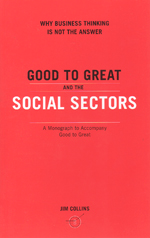 WHY BUSINESS THINKING
IS NOT THE ANSWER
GOOD TO GREAT
AND THE
SOCIAL SECTORS
A Monograph to Accompany
Good to Great
JIM COLLINS